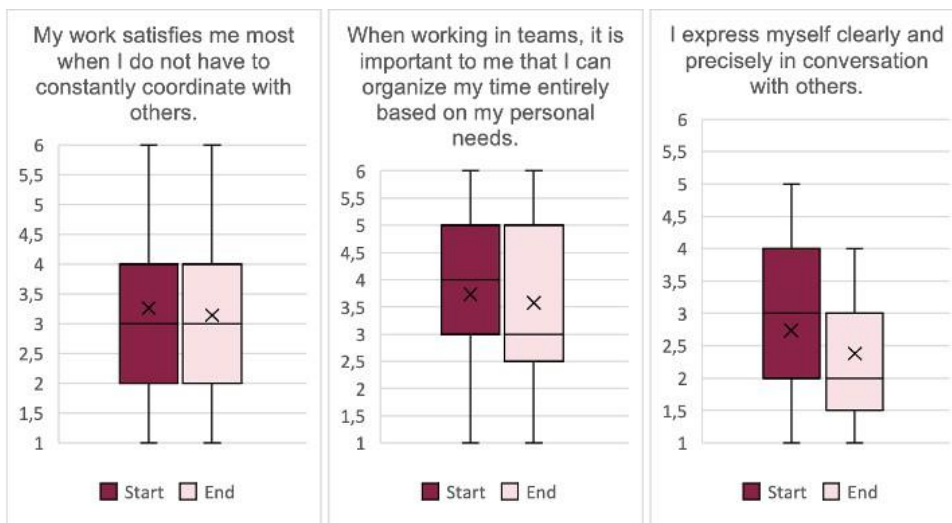 My work satisfies me most
when I do not have to
constantly coordinate with
others.
6
5,5
5
4,5
4
3,5
3
2,5
2
1,5
1
Start End
When working in teams, it is
important to me that I can
organize my time entirely
based on my personal
needs.
6
5,5
5
4,5
4
3,5
3
2,5
2
1,5
1
Start End
I express myself clearly and
precisely in conversation
with others.
6
5,5
5
4,5
4
3,5
3
2,5
2
1,5
1
Start End